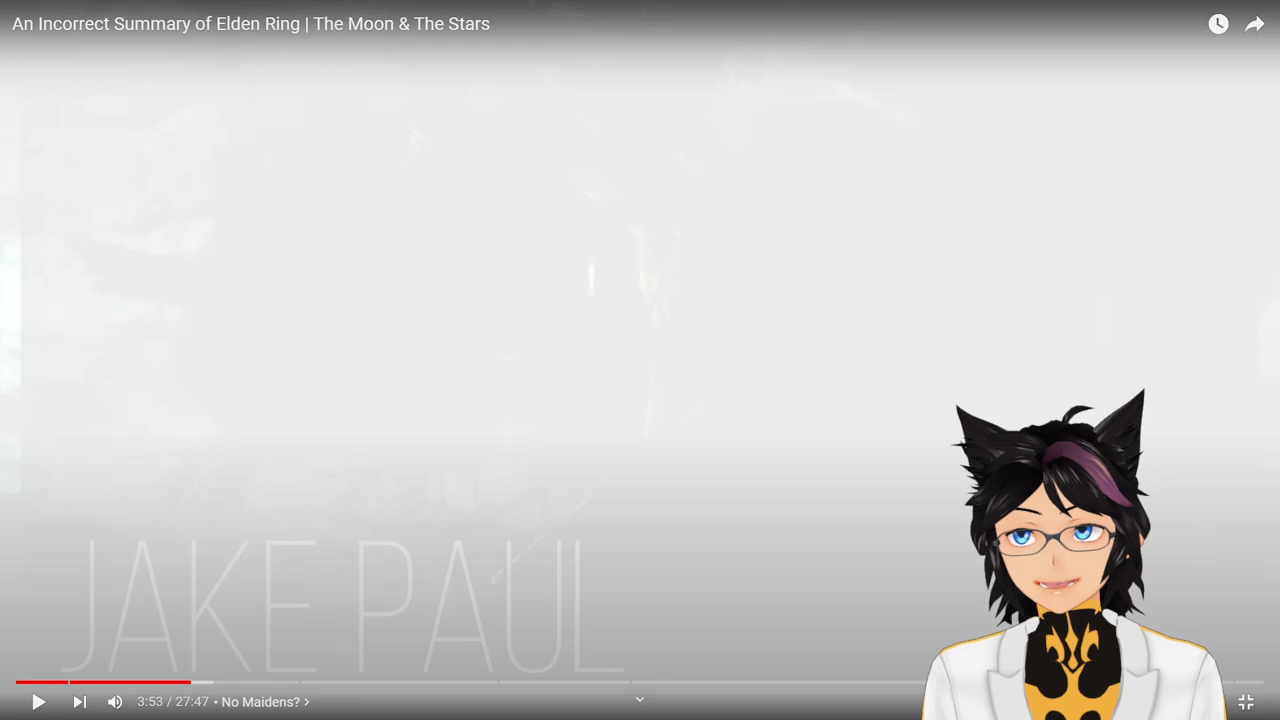 An Incorrect Summary of Elden Ring | The Moon & The Stars
JAKE PAUL
3:53 / 27:47 • No Maidens? ›